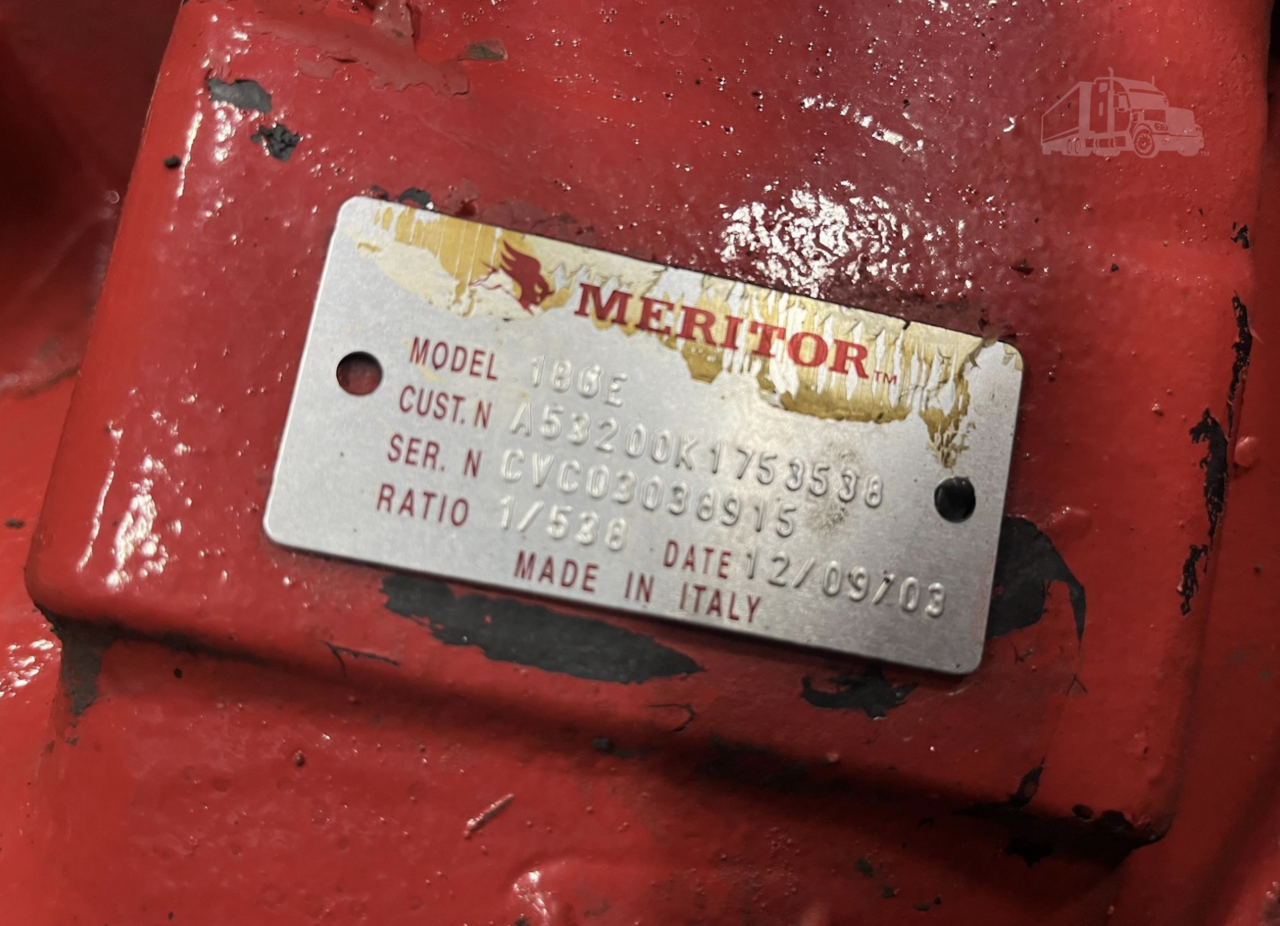 MERITOR™
MODEL 186E
CUST. N A53200K1753538
SER. N CVC03038915
RATIO 1/538 DATE 12/09/03
MADE IN ITALY